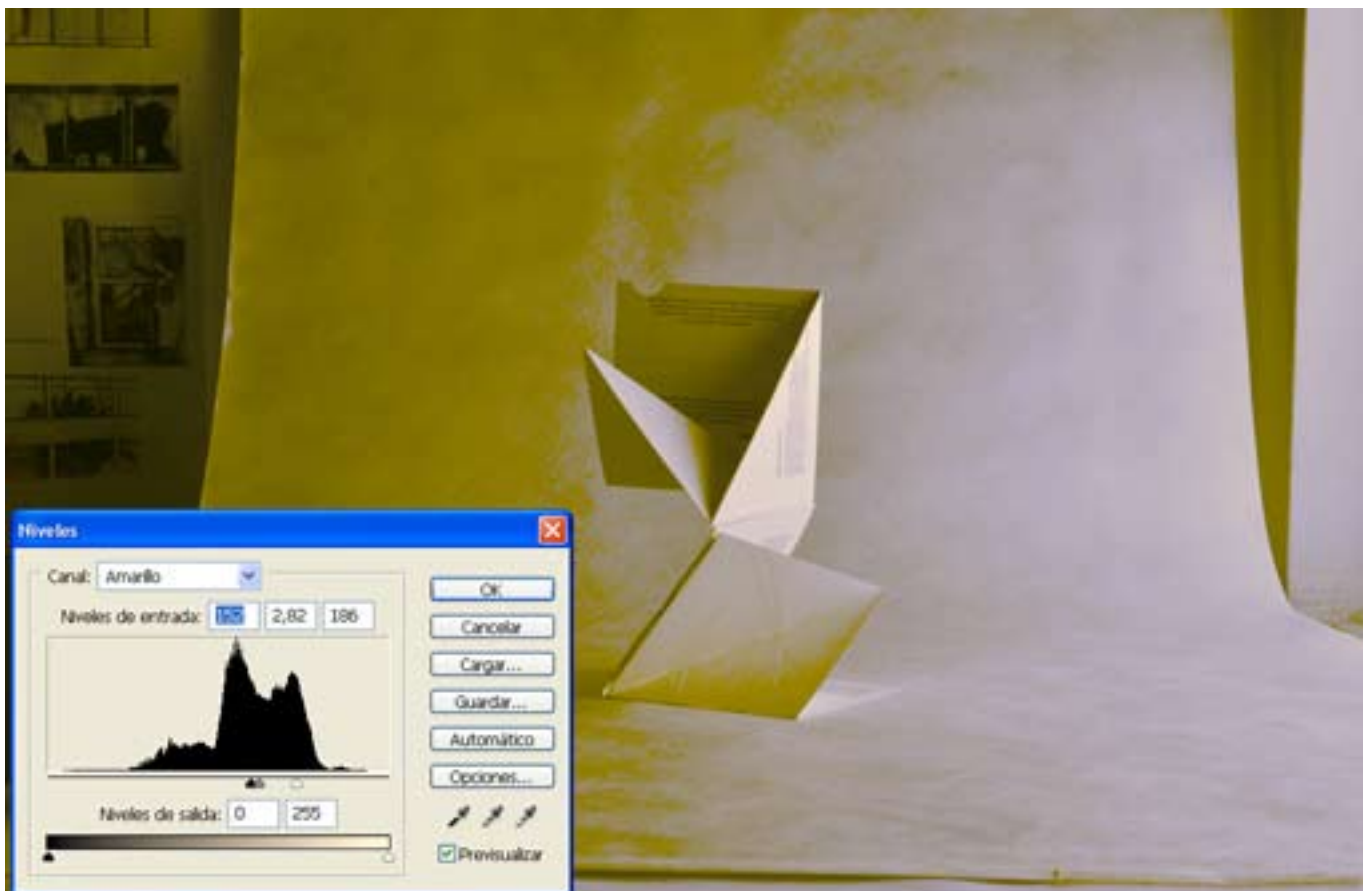 Niveles
Canal: Amarillo
Niveles de entrada: 152 2,82 186
Niveles de salida: 0 255
OK
Cancelar
Cargar...
Guardar...
Automático
Opciones...
Previsualizar